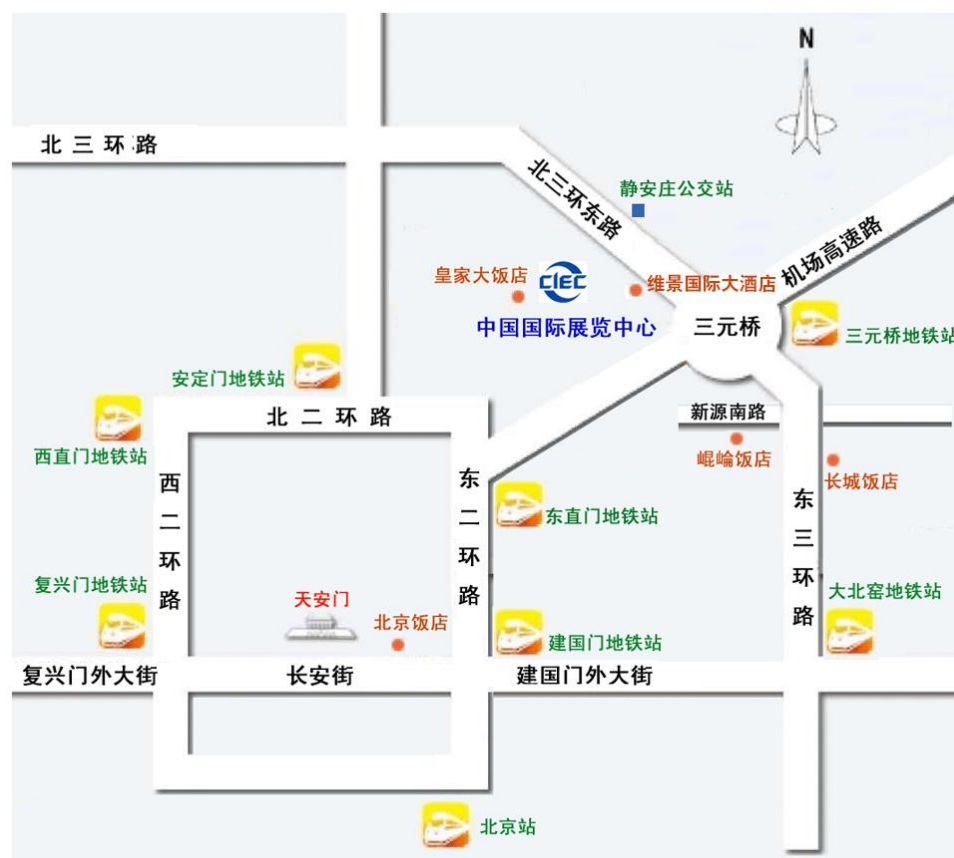 N
北三环路
北三环东路
静安庄公交站
机场高速路
皇家大饭店
CIEC
维景国际大酒店
中国国际展览中心
三元桥
三元桥地铁站
安定门地铁站
北二环路
新源南路
西直门地铁站
崐崘饭店
长城饭店
西二环路
东二环路
东直门地铁站
东三环路
复兴门地铁站
天安门
北京饭店
建国门地铁站
大北窑地铁站
复兴门外大街
长安街
建国门外大街
北京站